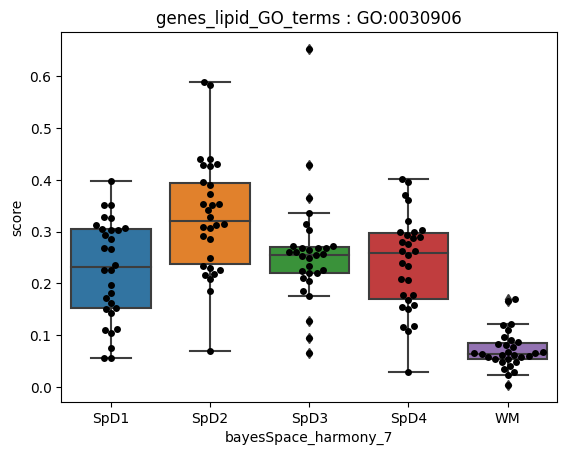 genes_lipid_GO_terms : GO:0030906
0.6
0.5
0.4
0.3
0.2
0.1
0.0
score
SpD1 SpD2 SpD3 SpD4 WM
bayesSpace_harmony_7